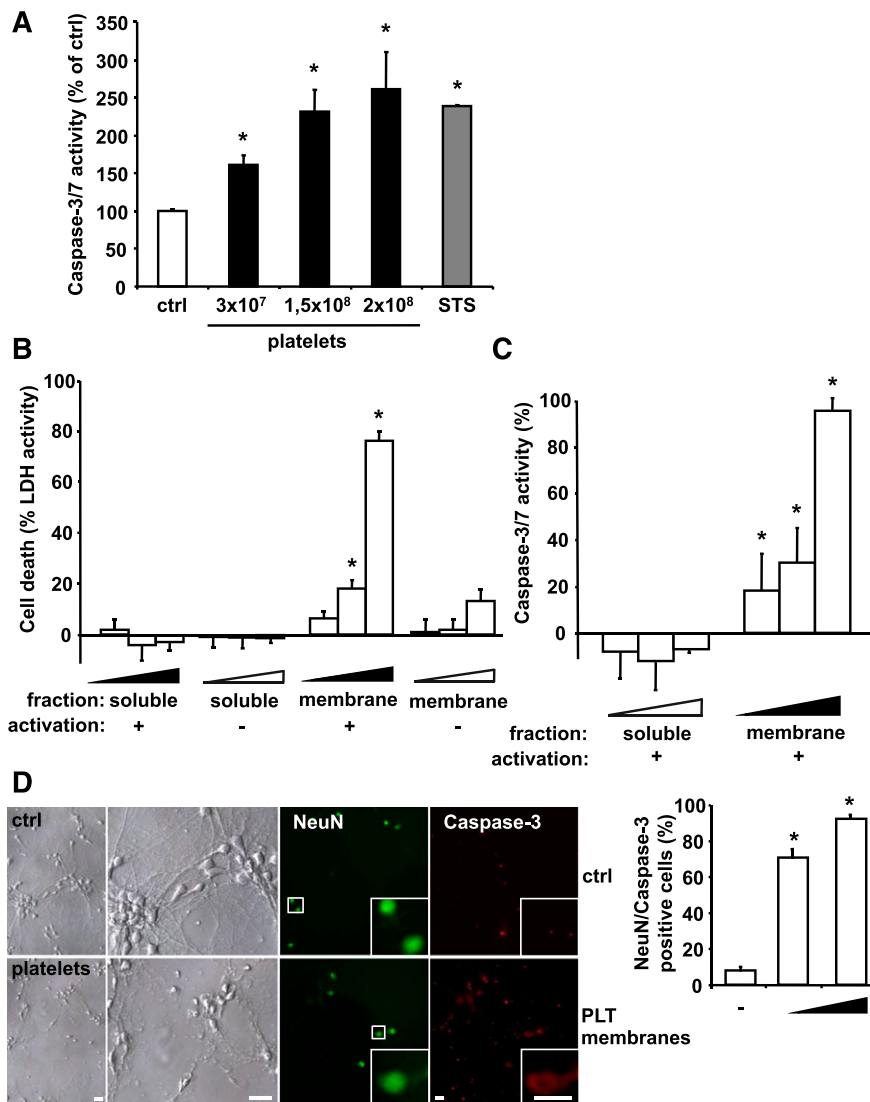 A
Caspase-3/7 activity (% of ctrl)
350
300
250
200
150
100
50
0
*
*
*
*
ctrl
3x10⁷
1,5x10⁸
2x10⁸
STS
platelets
B
Cell death (% LDH activity)
100
80
60
40
20
0
*
*
fraction: soluble soluble membrane membrane
activation: + - + -
C
Caspase-3/7 activity (%)
100
80
60
40
20
0
*
*
*
fraction: soluble membrane
activation: + +
D
ctrl
NeuN
Caspase-3
ctrl
platelets
PLT
membranes
NeuN/Caspase-3
positive cells (%)
100
80
60
40
20
0
*
*
-